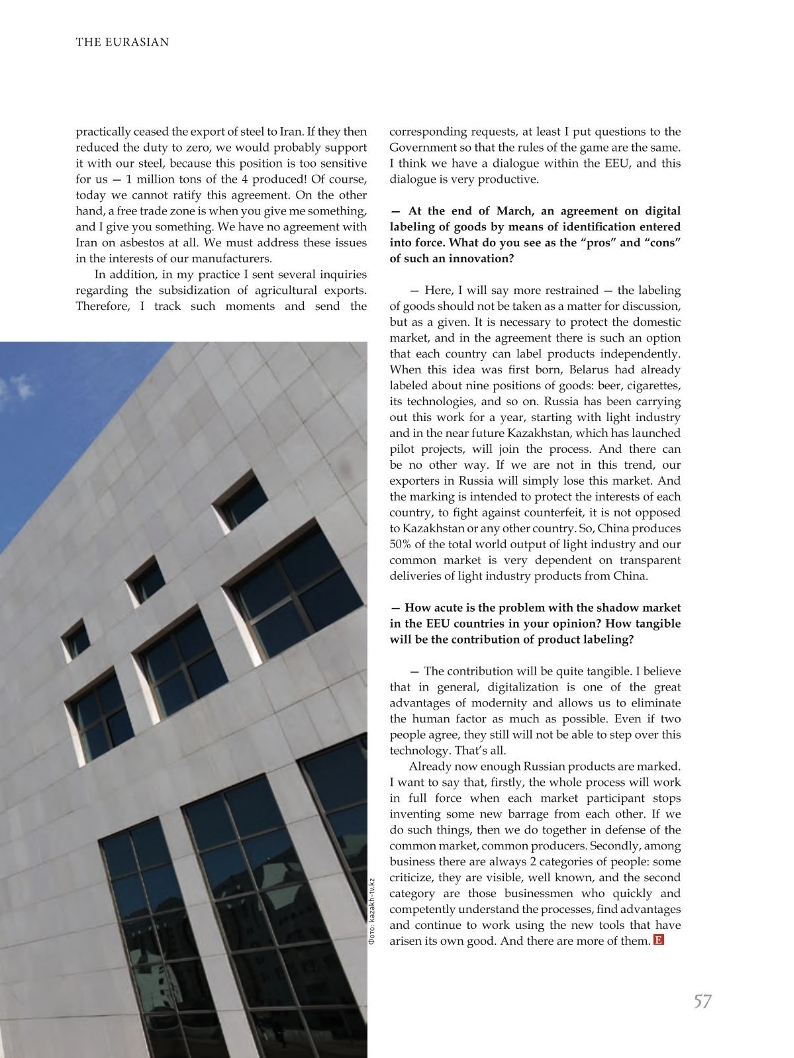 THE EURASIAN
practically ceased the export of steel to Iran. If they then
reduced the duty to zero, we would probably support
it with our steel, because this position is too sensitive
for us — 1 million tons of the 4 produced! Of course,
today we cannot ratify this agreement. On the other
hand, a free trade zone is when you give me something,
and I give you something. We have no agreement with
Iran on asbestos at all. We must address these issues
in the interests of our manufacturers.
In addition, in my practice I sent several inquiries
regarding the subsidization of agricultural exports.
Therefore, I track such moments and send the
corresponding requests, at least I put questions to the
Government so that the rules of the game are the same.
I think we have a dialogue within the EEU, and this
dialogue is very productive.
— At the end of March, an agreement on digital
labeling of goods by means of identification entered
into force. What do you see as the “pros” and “cons”
of such an innovation?
— Here, I will say more restrained — the labeling
of goods should not be taken as a matter for discussion,
but as a given. It is necessary to protect the domestic
market, and in the agreement there is such an option
that each country can label products independently.
When this idea was first born, Belarus had already
labeled about nine positions of goods: beer, cigarettes,
its technologies, and so on. Russia has been carrying
out this work for a year, starting with light industry
and in the near future Kazakhstan, which has launched
pilot projects, will join the process. And there can
be no other way. If we are not in this trend, our
exporters in Russia will simply lose this market. And
the marking is intended to protect the interests of each
country, to fight against counterfeit, it is not opposed
to Kazakhstan or any other country. So, China produces
50% of the total world output of light industry and our
common market is very dependent on transparent
deliveries of light industry products from China.
— How acute is the problem with the shadow market
in the EEU countries in your opinion? How tangible
will be the contribution of product labeling?
— The contribution will be quite tangible. I believe
that in general, digitalization is one of the great
advantages of modernity and allows us to eliminate
the human factor as much as possible. Even if two
people agree, they still will not be able to step over this
technology. That’s all.
Already now enough Russian products are marked.
I want to say that, firstly, the whole process will work
in full force when each market participant stops
inventing some new barrage from each other. If we
do such things, then we do together in defense of the
common market, common producers. Secondly, among
business there are always 2 categories of people: some
criticize, they are visible, well known, and the second
category are those businessmen who quickly and
competently understand the processes, find advantages
and continue to work using the new tools that have
arisen its own good. And there are more of them. E
Фото: kazakh-tv.kz
57